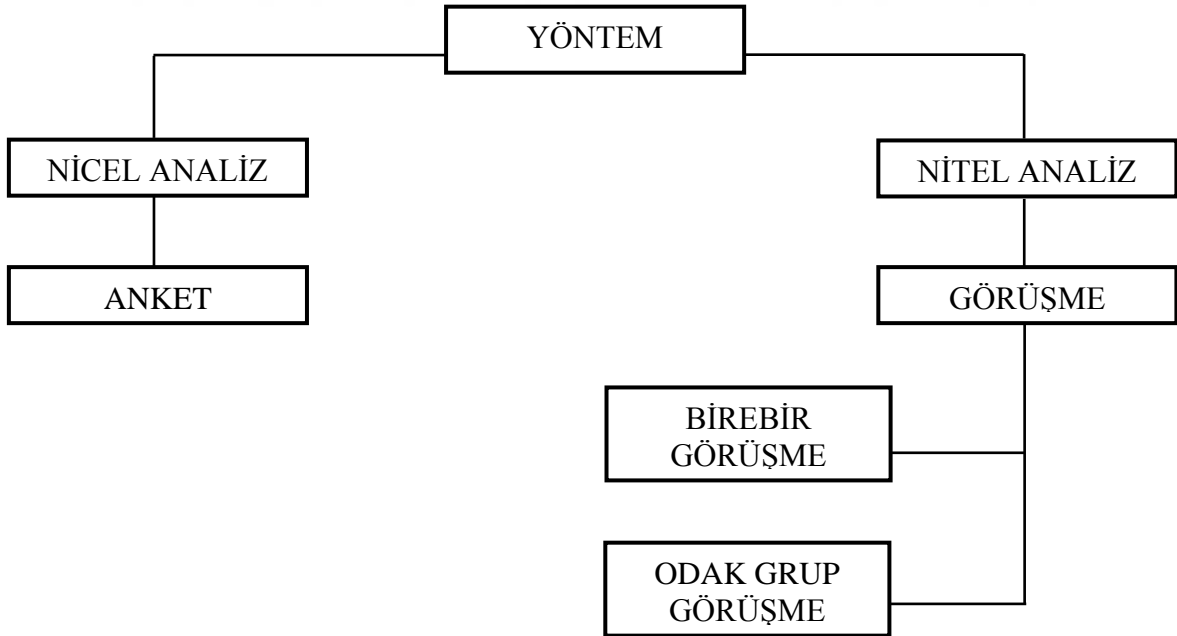 YÖNTEM
NİCEL ANALİZ
NİTEL ANALİZ
ANKET
GÖRÜŞME
BİREBİR
GÖRÜŞME
ODAK GRUP
GÖRÜŞME